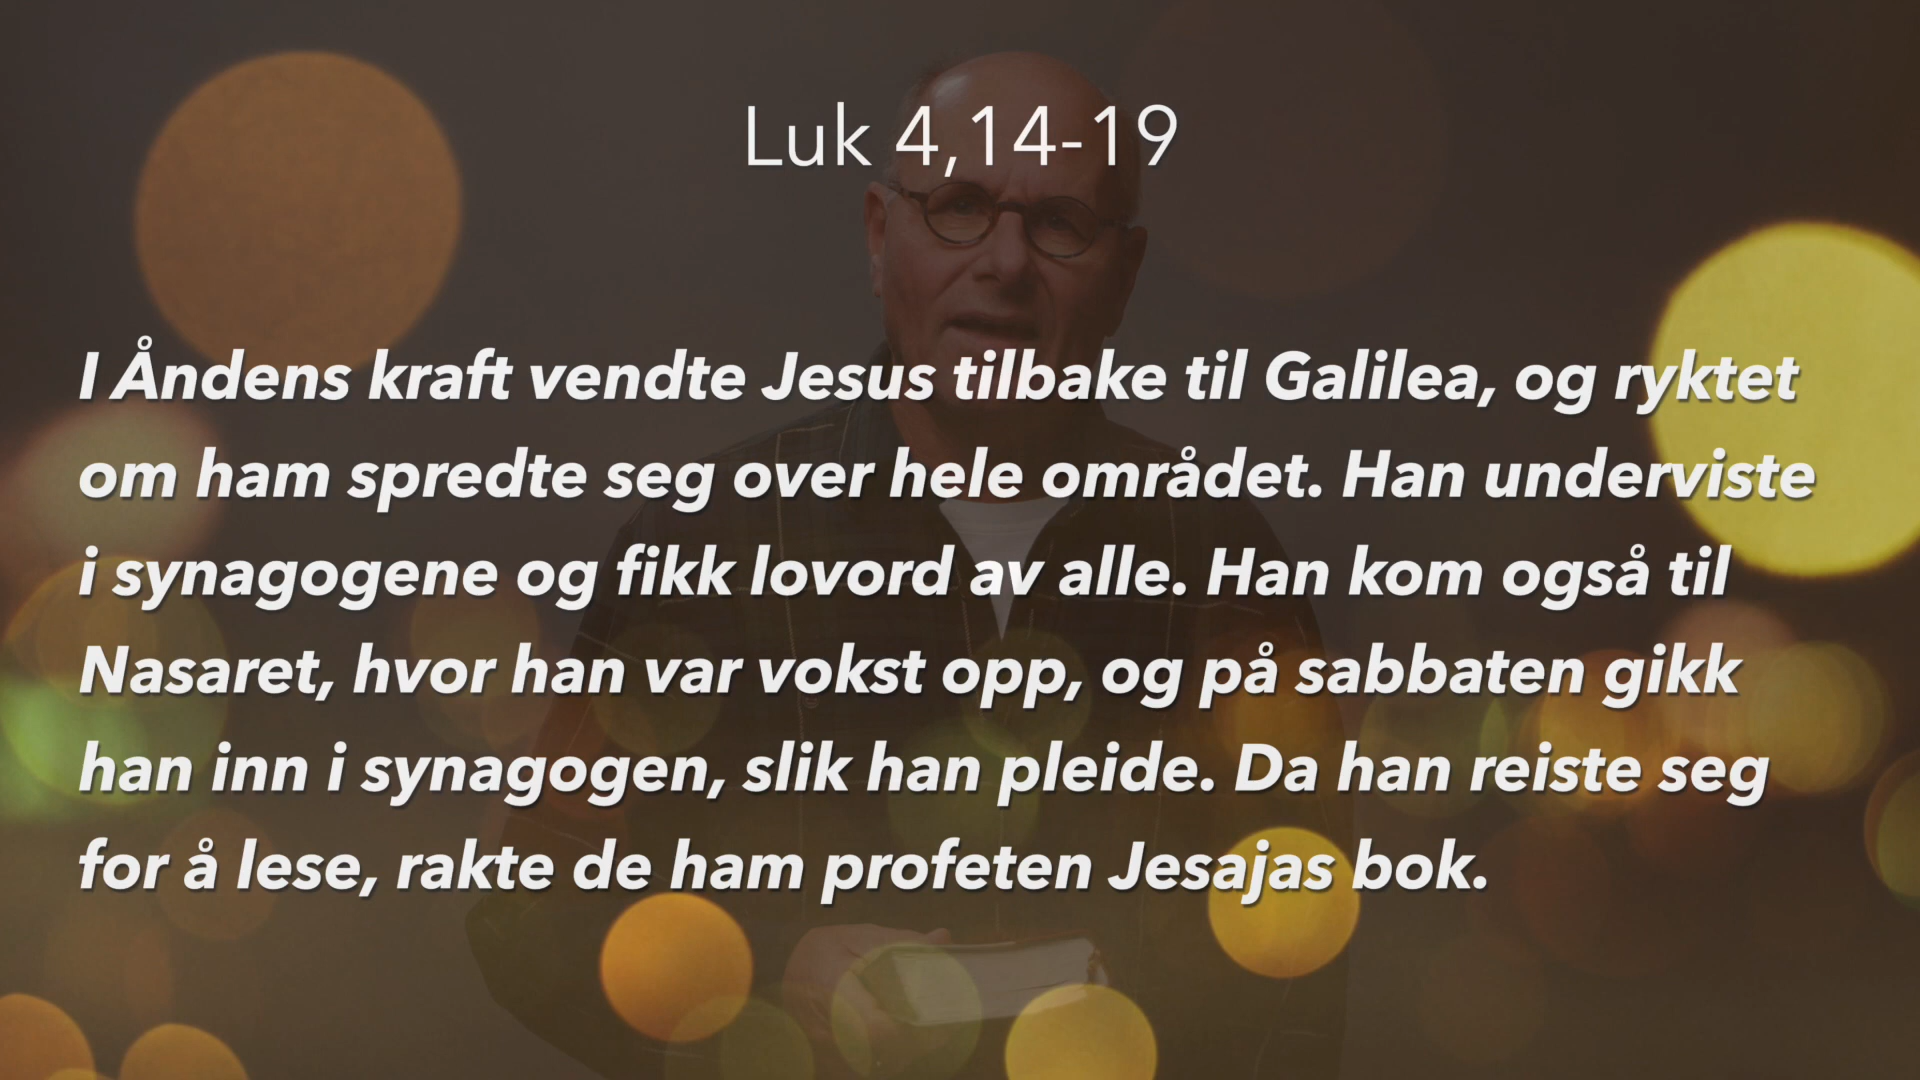 Luk 4,14-19
I Åndens kraft vendte Jesus tilbake til Galilea, og ryktet
om ham spredte seg over hele området. Han underviste
i synagogene og fikk lovord av alle. Han kom også til
Nasaret, hvor han var vokst opp, og på sabbaten gikk
han inn i synagogen, slik han pleide. Da han reiste seg
for å lese, rakte de ham profeten Jesajas bok.